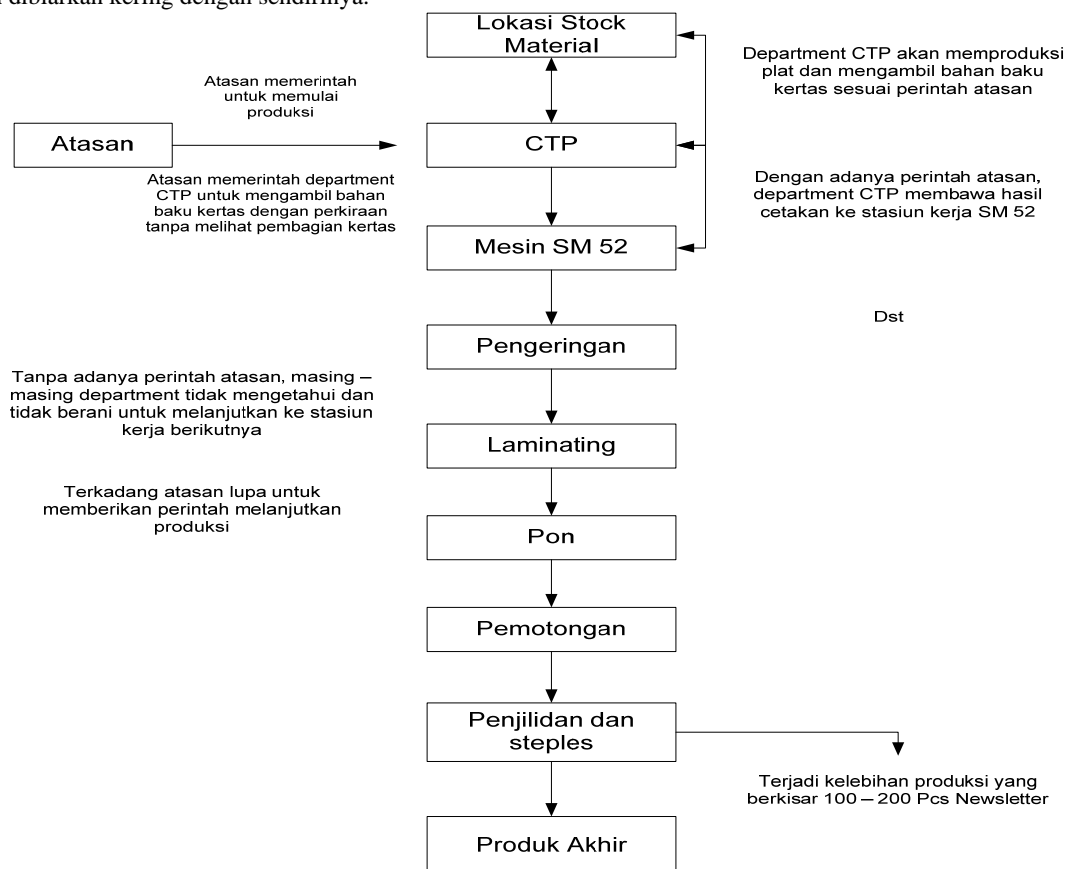 dibiarkan kering dengan sendirinya.
Lokasi Stock
Material
Department CTP akan memproduksi
plat dan mengambil bahan baku
kertas sesuai perintah atasan
Atasan memerintah
untuk memulai
produksi
Atasan
CTP
Atasan memerintah department
CTP untuk mengambil bahan
baku kertas dengan perkiraan
tanpa melihat pembagian kertas
Dengan adanya perintah atasan,
department CTP membawa hasil
cetakan ke stasiun kerja SM 52
Mesin SM 52
Dst
Pengeringan
Tanpa adanya perintah atasan, masing –
masing department tidak mengetahui dan
tidak berani untuk melanjutkan ke stasiun
kerja berikutnya
Laminating
Terkadang atasan lupa untuk
memberikan perintah melanjutkan
produksi
Pon
Pemotongan
Penjilidan dan
steples
Terjadi kelebihan produksi yang
berkisar 100 – 200 Pcs Newsletter
Produk Akhir